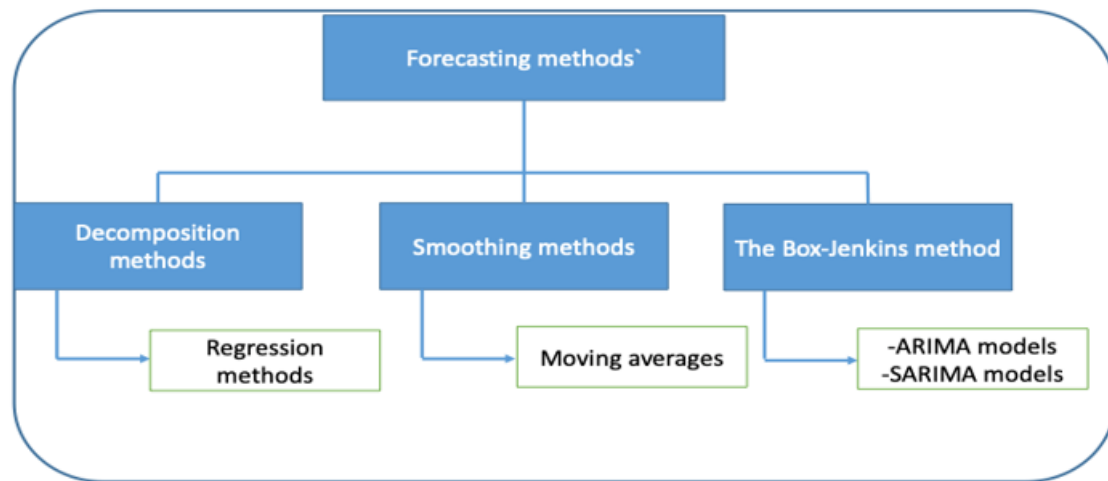 Forecasting methods`
Decomposition
methods
Smoothing methods
The Box-Jenkins method
Regression
methods
Moving averages
-ARIMA models
-SARIMA models